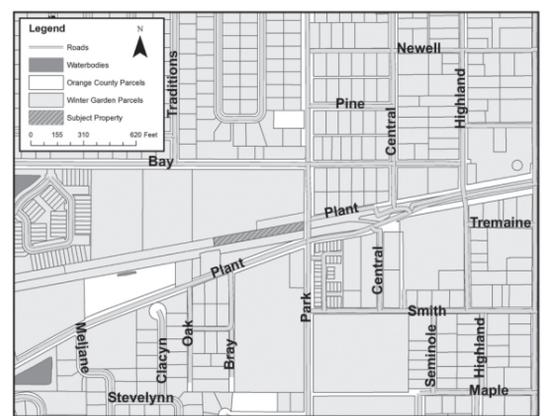 Legend
N
Roads
Waterbodies
Orange County Parcels
Winter Garden Parcels
Subject Property
0 155 310 620 Feet
Traditions
Newell
Highland
Pine
Central
Bay
Plant
Tremaine
Plant
Central
Park
Smith
Oak
Meljane
Clacyn
Bray
Seminole
Highland
Stevelynn
Maple